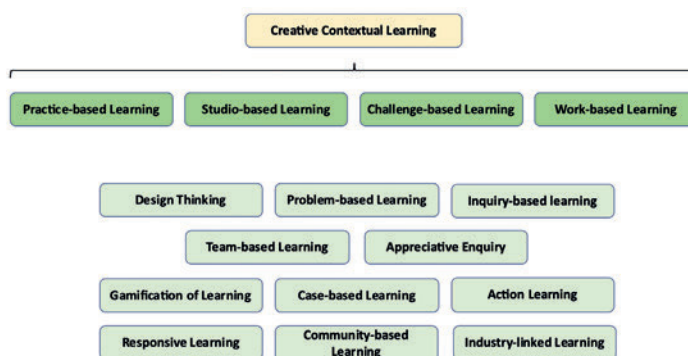 Creative Contextual Learning
Practice-based Learning
Studio-based Learning
Challenge-based Learning
Work-based Learning
Design Thinking
Problem-based Learning
Inquiry-based learning
Team-based Learning
Appreciative Enquiry
Gamification of Learning
Case-based Learning
Action Learning
Responsive Learning
Community-based
Learning
Industry-linked Learning